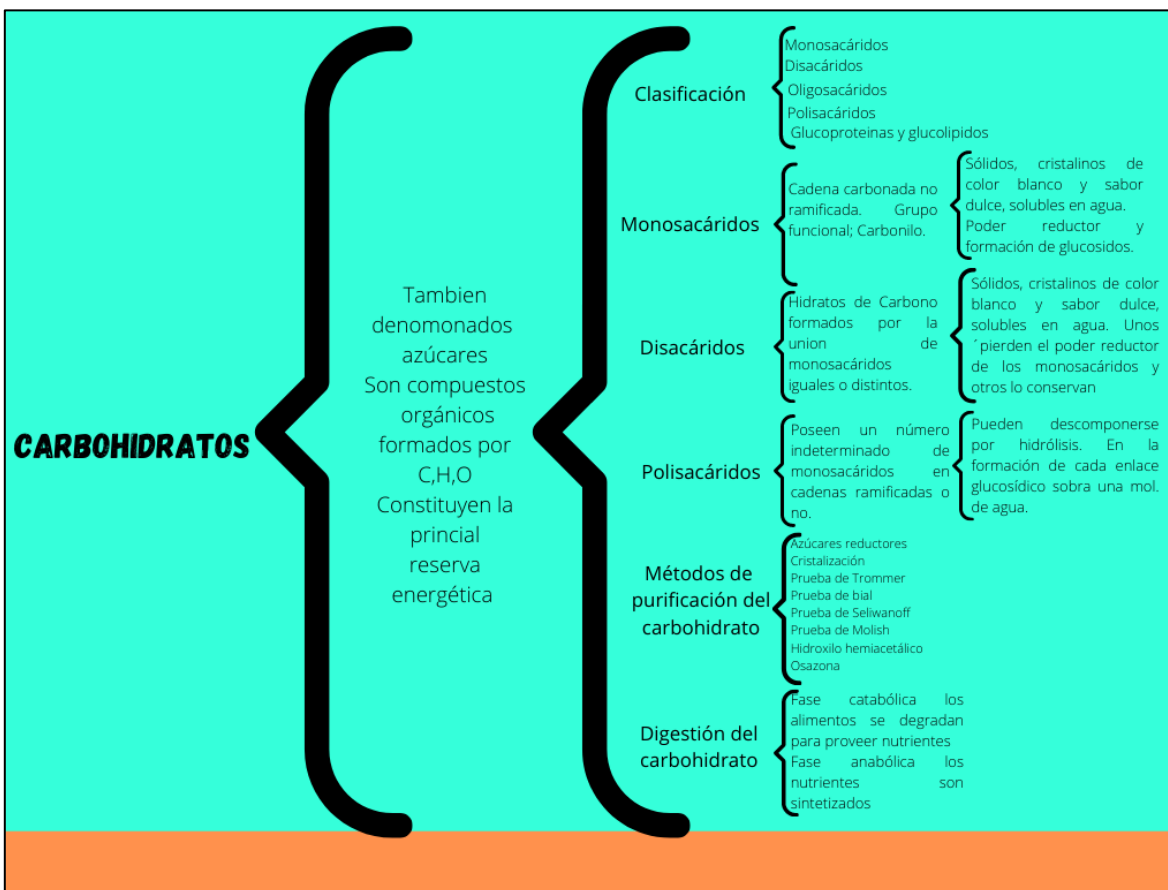 CARBOHIDRATOS
Tambien
denomonados
azúcares
Son compuestos
orgánicos
formados por
C,H,O
Constituyen la
princial
reserva
energética
Clasificación
Monosacáridos
Disacáridos
Oligosacáridos
Polisacáridos
Glucoproteinas y glucolipidos
Monosacáridos
Cadena carbonada no
ramificada. Grupo
funcional; Carbonilo.
Sólidos, cristalinos de
color blanco y sabor
dulce, solubles en agua.
Poder reductor y
formación de glucosidos.
Disacáridos
Hidratos de Carbono
formados por la
union de
monosacáridos
iguales o distintos.
Sólidos, cristalinos de color
blanco y sabor dulce,
solubles en agua. Unos
´pierden el poder reductor
de los monosacáridos y
otros lo conservan
Polisacáridos
Poseen un número
indeterminado de
monosacáridos en
cadenas ramificadas o
no.
Pueden descomponerse
por hidrólisis. En la
formación de cada enlace
glucosídico sobra una mol.
de agua.
Métodos de
purificación del
carbohidrato
Azúcares reductores
Cristalización
Prueba de Trommer
Prueba de bial
Prueba de Seliwanoff
Prueba de Molish
Hidroxilo hemiacetálico
Osazona
Digestión del
carbohidrato
Fase catabólica los
alimentos se degradan
para proveer nutrientes
Fase anabólica los
nutrientes son
sintetizados